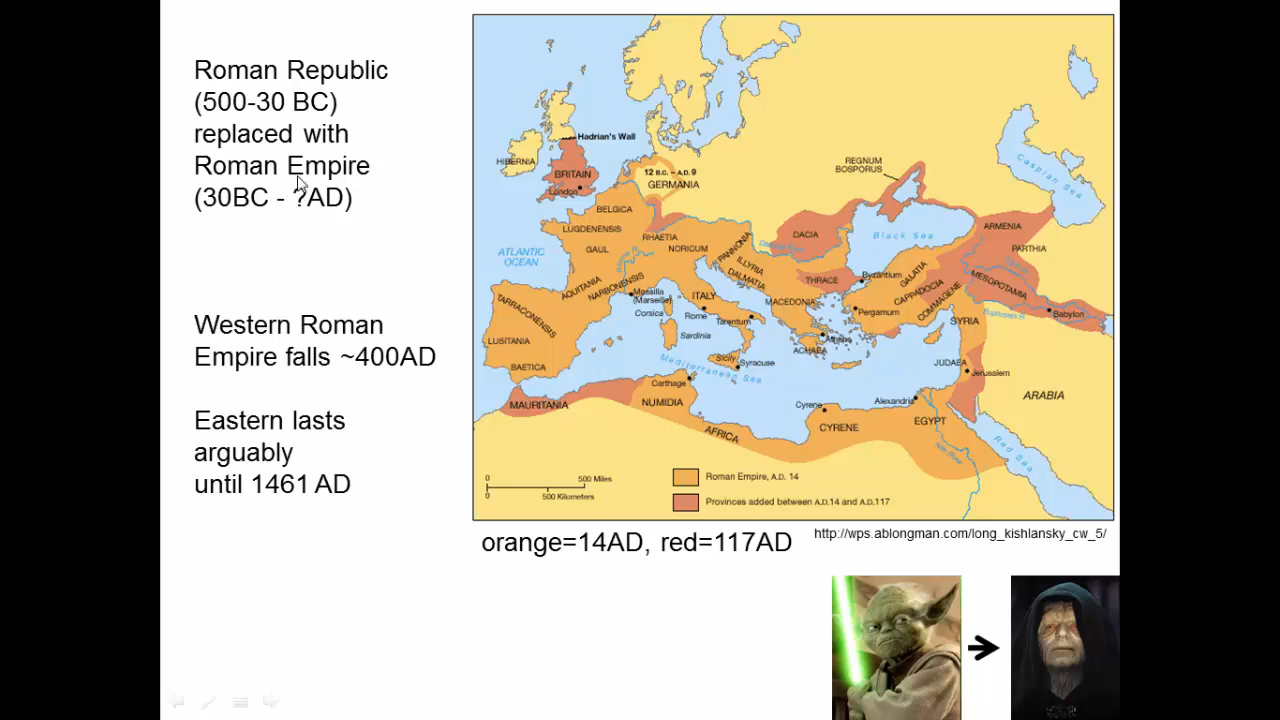 Roman Republic
(500-30 BC)
replaced with
Roman Empire
(30BC - ?AD)
Western Roman
Empire falls ~400AD
Eastern lasts
arguably
until 1461 AD
Hadrian's Wall
HIBERNIA
BRITAIN
London
12 B.C. – A.D. 9
GERMANIA
REGNUM
BOSPORUS
Caspian Sea
BELGICA
LUGDENENSIS
GAUL
RHAETIA
NORICUM
PANNONIA
ILLYRIA
DALMATIA
DACIA
Black Sea
ARMENIA
PARTHIA
ATLANTIC
OCEAN
AQUITANIA
NARBONENSIS
Massilia
(Marseille)
Corsica
ITALY
Rome
Tarentum
THRACE
Byzantium
GALATIA
CAPPADOCIA
COMMAGENE
MESOPOTAMIA
Euphrates R.
Babylon
TARRACONENSIS
LUSITANIA
BAETICA
Sardinia
MACEDONIA
Pergamum
Athens
ACHAEA
SYRIA
Sicily
Syracuse
Mediterranean Sea
JUDAEA
Jerusalem
Carthage
MAURITANIA
NUMIDIA
AFRICA
Cyrene
CYRENE
Alexandria
EGYPT
Nile River
ARABIA
Red Sea
500 Miles
0
0
500 Kilometers
Roman Empire, A.D. 14
Provinces added between A.D.14 and A.D.117
orange=14AD, red=117AD
http://wps.ablongman.com/long_kishlansky_cw_5/